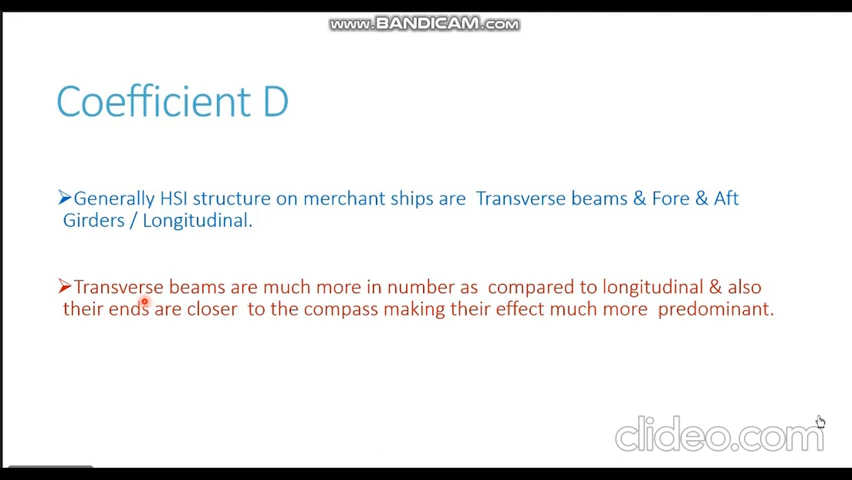 WWW.BANDICAM.COM
Coefficient D
➢Generally HSI structure on merchant ships are Transverse beams & Fore & Aft
Girders / Longitudinal.
➢Transverse beams are much more in number as compared to longitudinal & also
their ends are closer to the compass making their effect much more predominant.
clideo.com